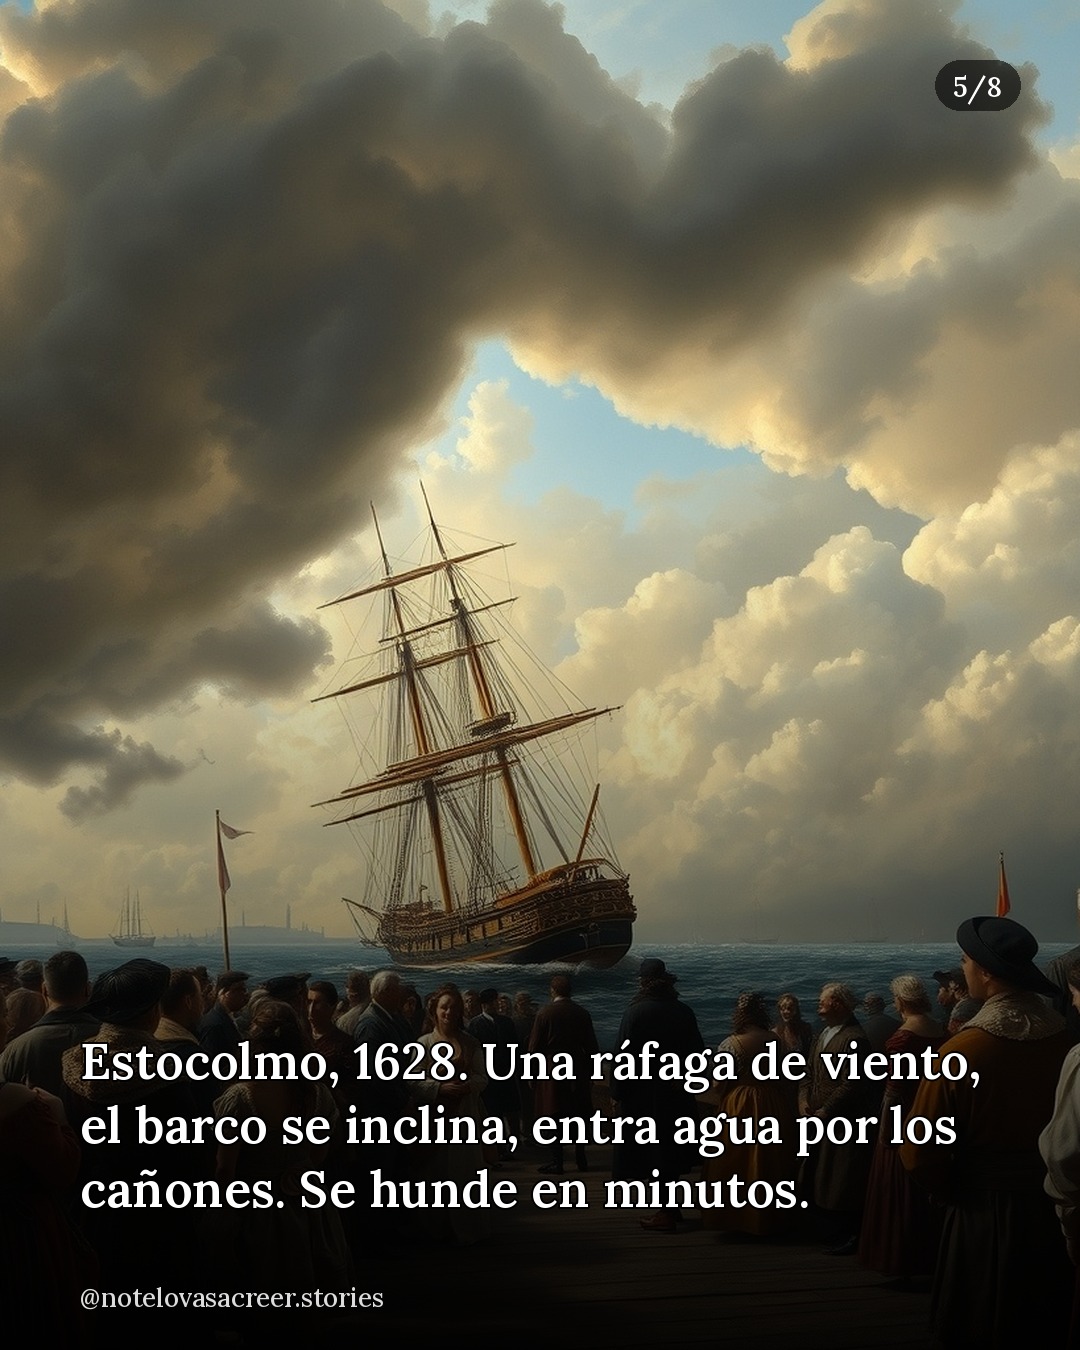 5/8
Estocolmo, 1628. Una ráfaga de viento,
el barco se inclina, entra agua por los
cañones. Se hunde en minutos.
@notelovasacreer.stories